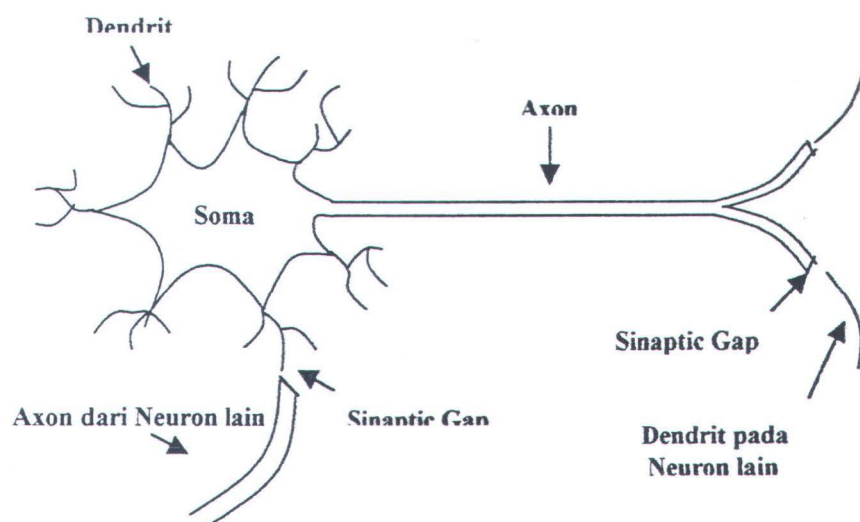 Dendrit
Axon
Soma
Sinaptic Gap
Axon dari Neuron lain
Sinaptic Gap
Dendrit pada
Neuron lain